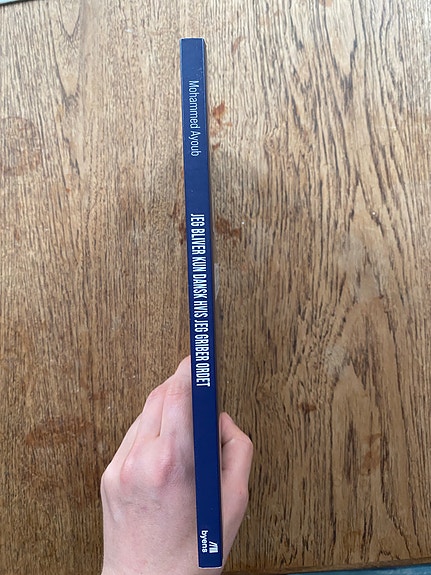 Mohammed Ayoub
JEG BLIVER KUN DANSK HVIS JEG GRIBER ORDET
byens